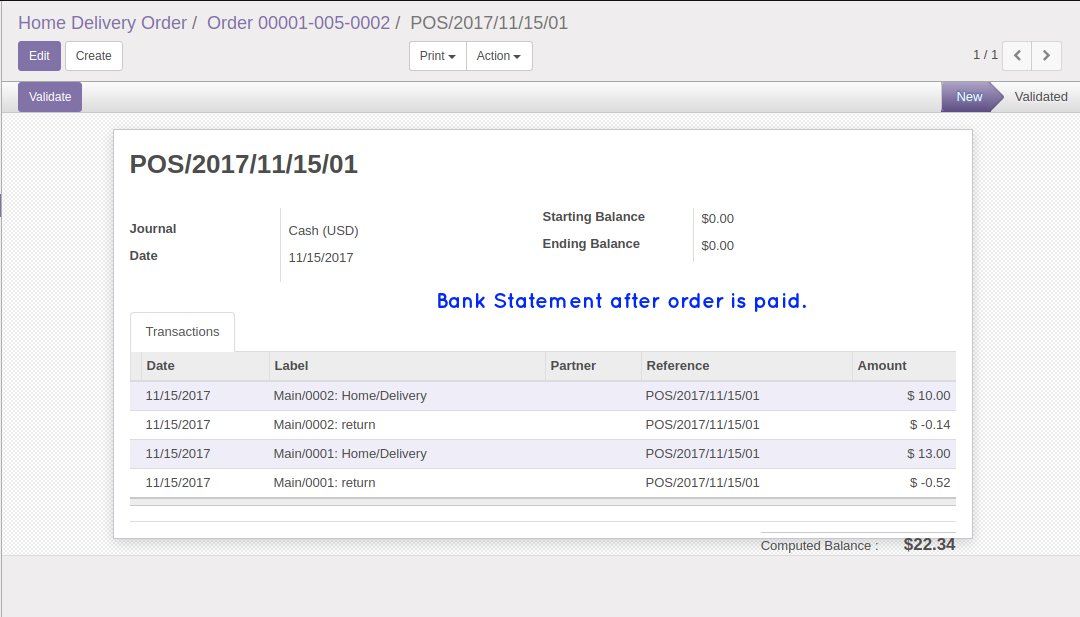 Home Delivery Order / Order 00001-005-0002 / POS/2017/11/15/01
Edit Create Print Action 1 / 1
Validate New Validated
POS/2017/11/15/01
Journal Cash (USD)
Date 11/15/2017
Starting Balance $0.00
Ending Balance $0.00
Bank Statement after order is paid.
Transactions
Date Label Partner Reference Amount
11/15/2017 Main/0002: Home/Delivery POS/2017/11/15/01 $ 10.00
11/15/2017 Main/0002: return POS/2017/11/15/01 $ -0.14
11/15/2017 Main/0001: Home/Delivery POS/2017/11/15/01 $ 13.00
11/15/2017 Main/0001: return POS/2017/11/15/01 $ -0.52
Computed Balance : $22.34